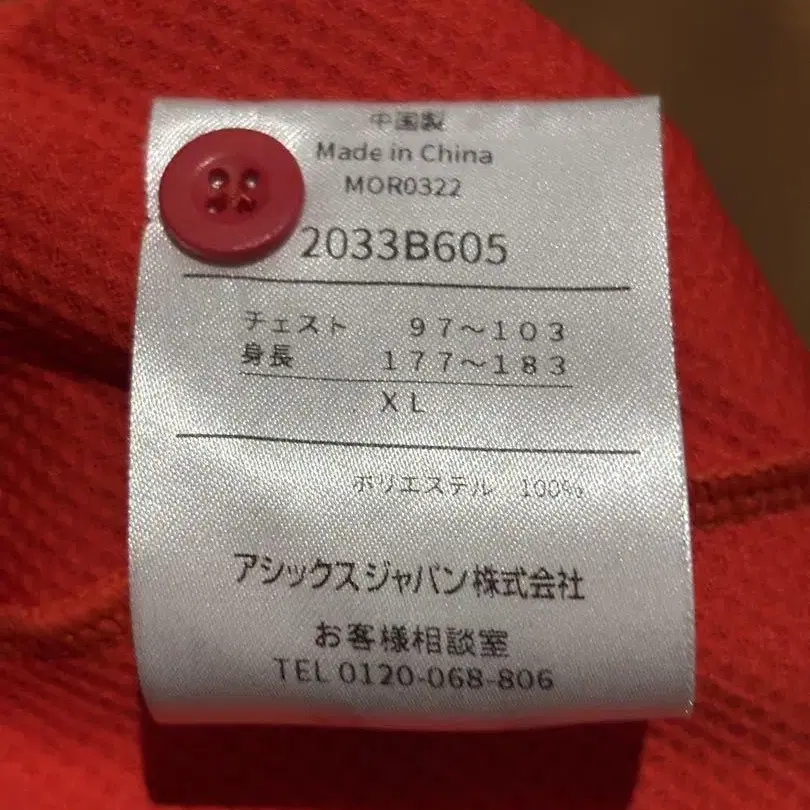 中国製
Made in China
MOR0322
2033B605
チェスト 97～103
身長 177～183
XL
ポリエステル 100%
アシックスジャパン株式会社
お客様相談室
TEL 0120-068-806